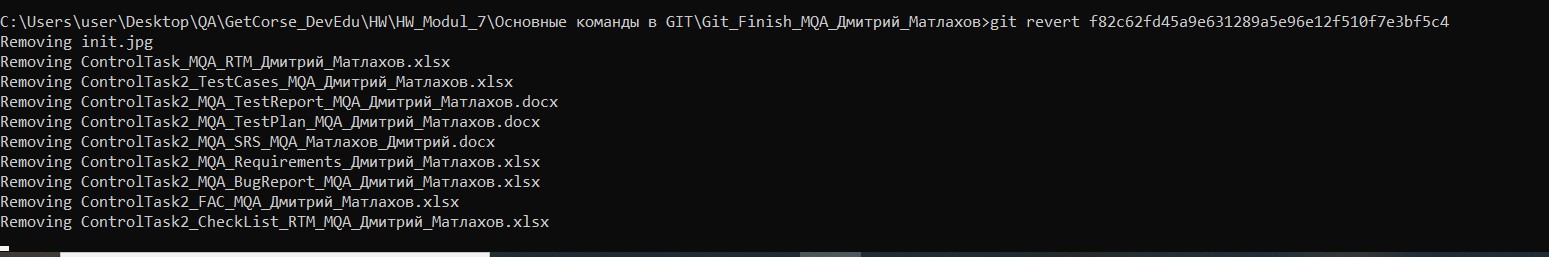 C:\Users\user\Desktop\QA\GetCorse_DevEdu\HW\HW_Modul_7\Основные команды в GIT\Git_Finish_MQA_Дмитрий_Матлахов>git revert f82c62fd45a9e631289a5e96e12f510f7e3bf5c4
Removing init.jpg
Removing ControlTask_MQA_RTM_Дмитрий_Матлахов.xlsx
Removing ControlTask2_TestCases_MQA_Дмитрий_Матлахов.xlsx
Removing ControlTask2_MQA_TestReport_MQA_Дмитрий_Матлахов.docx
Removing ControlTask2_MQA_TestPlan_MQA_Дмитрий_Матлахов.docx
Removing ControlTask2_MQA_SRS_MQA_Матлахов_Дмитрий.docx
Removing ControlTask2_MQA_Requirements_Дмитрий_Матлахов.xlsx
Removing ControlTask2_MQA_BugReport_MQA_Дмитий_Матлахов.xlsx
Removing ControlTask2_FAC_MQA_Дмитрий_Матлахов.xlsx
Removing ControlTask2_CheckList_RTM_MQA_Дмитрий_Матлахов.xlsx